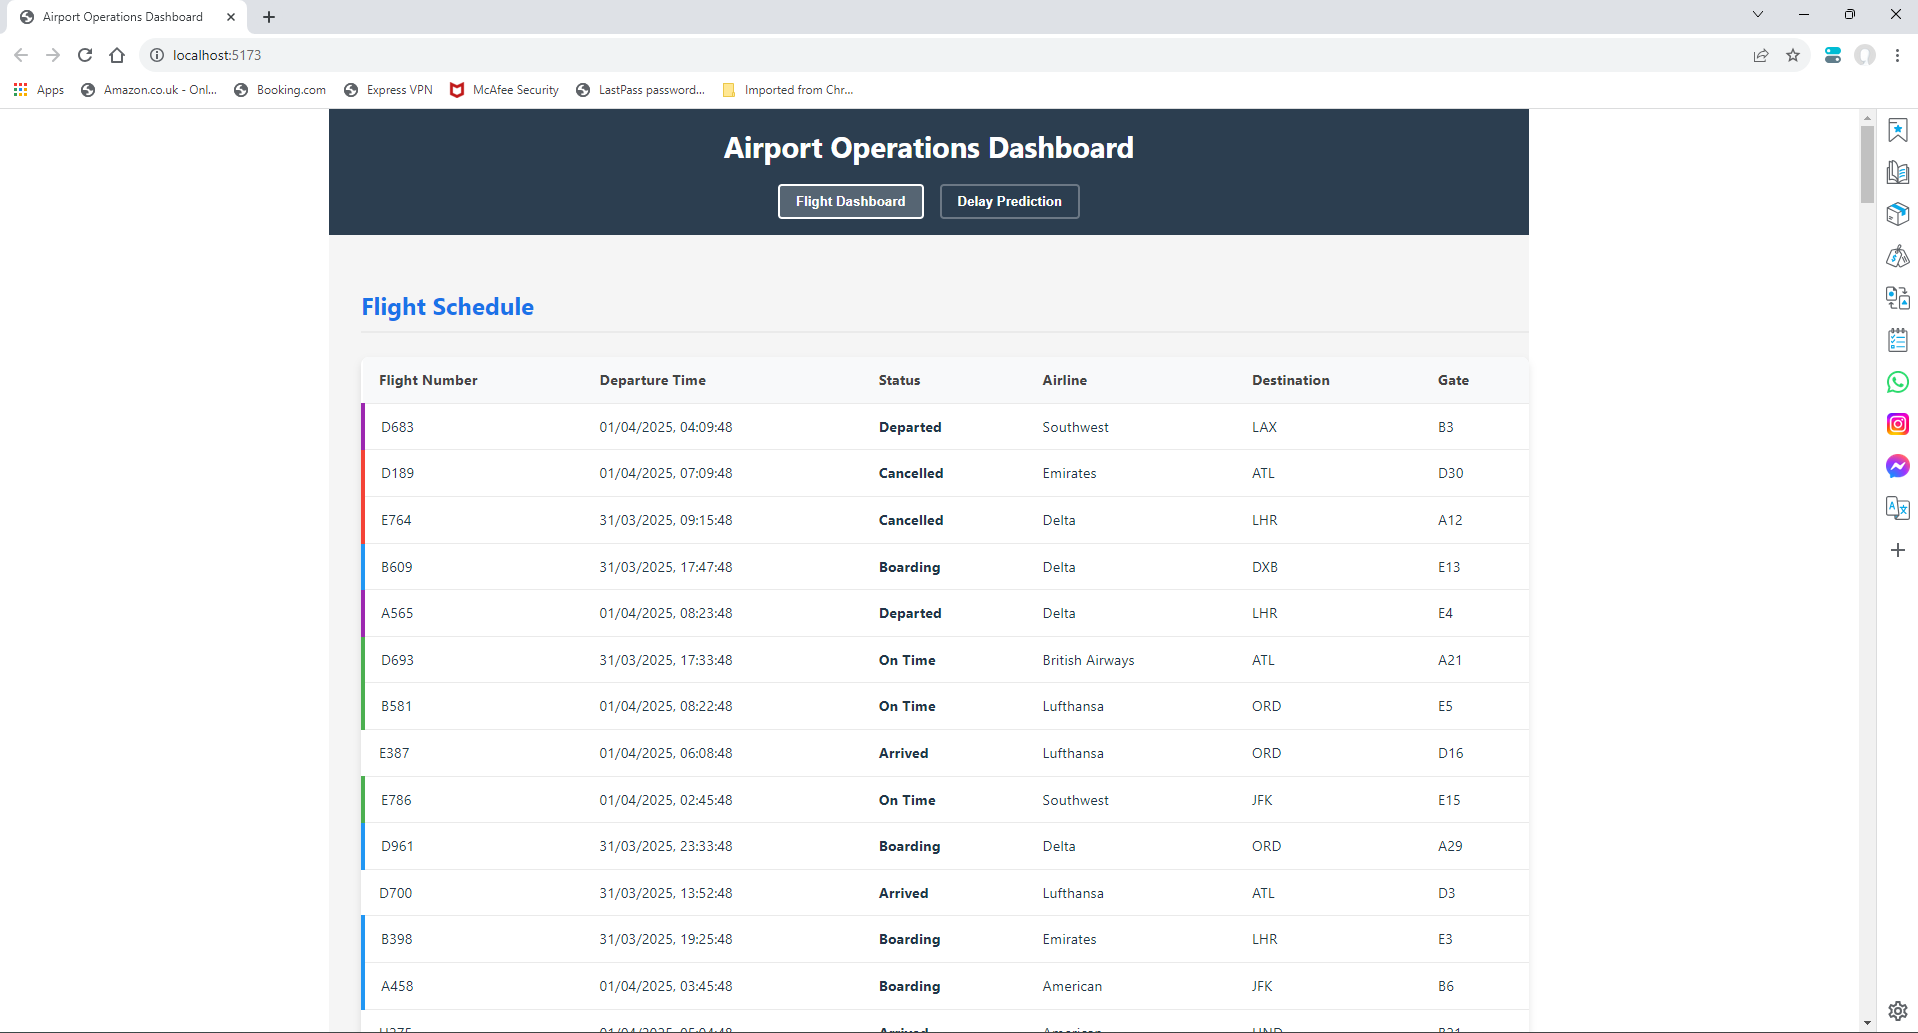 Airport Operations Dashboard
localhost:5173
Apps Amazon.co.uk - Onl... Booking.com Express VPN McAfee Security LastPass password... Imported from Chr...
Airport Operations Dashboard
Flight Dashboard Delay Prediction
Flight Schedule
Flight Number Departure Time Status Airline Destination Gate
D683 01/04/2025, 04:09:48 Departed Southwest LAX B3
D189 01/04/2025, 07:09:48 Cancelled Emirates ATL D30
E764 31/03/2025, 09:15:48 Cancelled Delta LHR A12
B609 31/03/2025, 17:47:48 Boarding Delta DXB E13
A565 01/04/2025, 08:23:48 Departed Delta LHR E4
D693 31/03/2025, 17:33:48 On Time British Airways ATL A21
B581 01/04/2025, 08:22:48 On Time Lufthansa ORD E5
E387 01/04/2025, 06:08:48 Arrived Lufthansa ORD D16
E786 01/04/2025, 02:45:48 On Time Southwest JFK E15
D961 31/03/2025, 23:33:48 Boarding Delta ORD A29
D700 31/03/2025, 13:52:48 Arrived Lufthansa ATL D3
B398 31/03/2025, 19:25:48 Boarding Emirates LHR E3
A458 01/04/2025, 03:45:48 Boarding American JFK B6